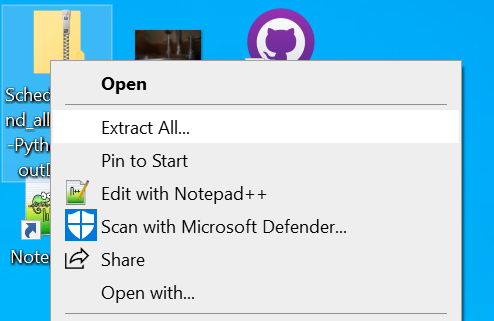 Open
Extract All...
Pin to Start
Edit with Notepad++
Scan with Microsoft Defender...
Share
Open with...
Sched
nd_all
-Pyth
Note